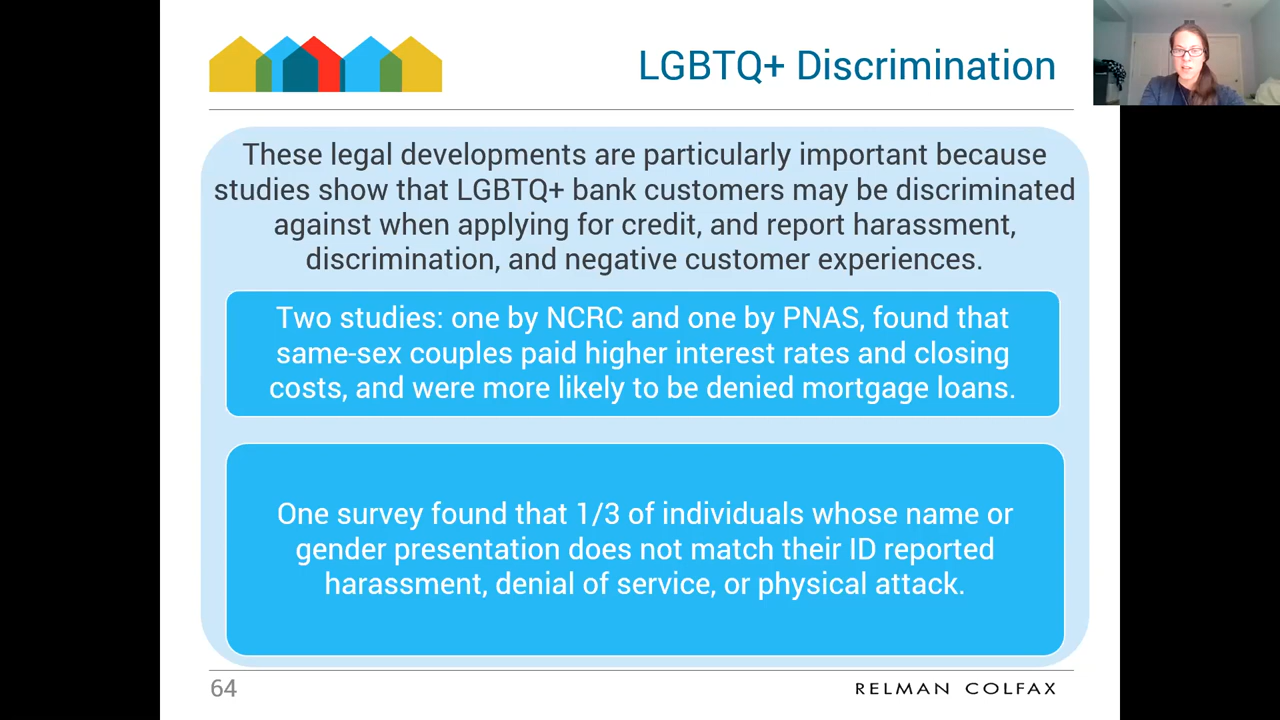 LGBTQ+ Discrimination
These legal developments are particularly important because
studies show that LGBTQ+ bank customers may be discriminated
against when applying for credit, and report harassment,
discrimination, and negative customer experiences.
Two studies: one by NCRC and one by PNAS, found that
same-sex couples paid higher interest rates and closing
costs, and were more likely to be denied mortgage loans.
One survey found that 1/3 of individuals whose name or
gender presentation does not match their ID reported
harassment, denial of service, or physical attack.
64
RELMAN COLFAX